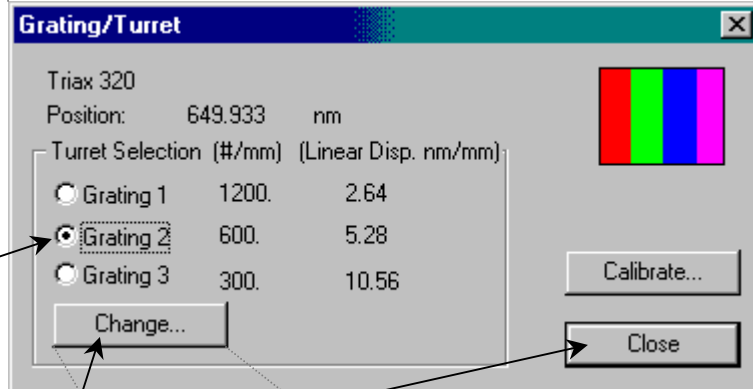 Grating/Turret
Triax 320
Position: 649.933 nm
Turret Selection (#/mm) (Linear Disp. nm/mm)
Grating 1 1200. 2.64
Grating 2 600. 5.28
Grating 3 300. 10.56
Change...
Calibrate...
Close